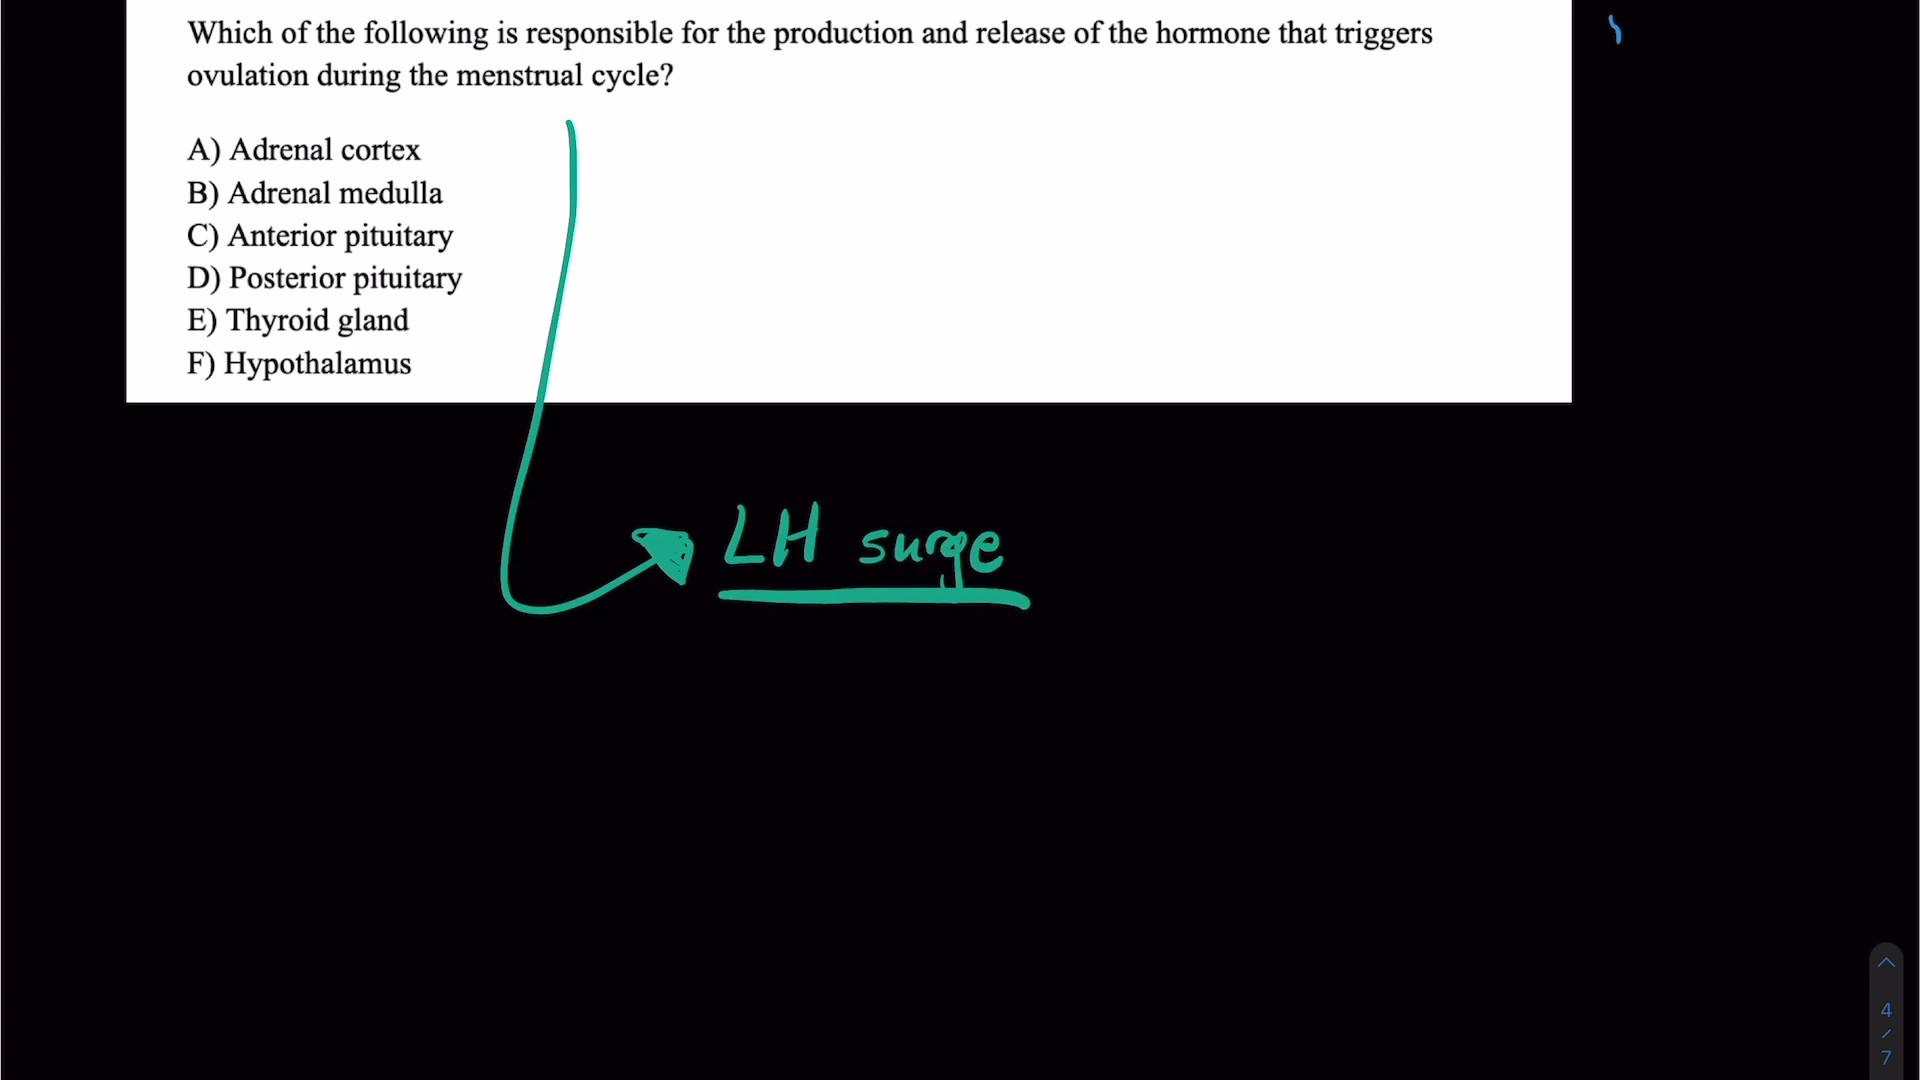 Which of the following is responsible for the production and release of the hormone that triggers
ovulation during the menstrual cycle?
A) Adrenal cortex
B) Adrenal medulla
C) Anterior pituitary
D) Posterior pituitary
E) Thyroid gland
F) Hypothalamus
LH surge
4
/
7